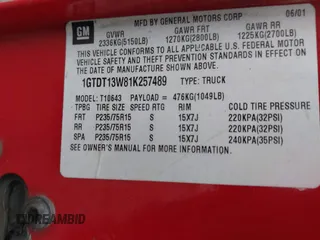 GM
MFD BY GENERAL MOTORS CORP 06/01
GVWR GAWR FRT GAWR RR
2336KG(5150LB) 1270KG(2800LB) 1225KG(2700LB)
THIS VEHICLE CONFORMS TO ALL APPLICABLE U.S. FEDERAL MOTOR
VEHICLE SAFETY AND THEFT PREVENTION STANDARDS IN EFFECT ON
THE DATE OF MANUFACTURE SHOWN ABOVE.
1GTDT13W81K257489 TYPE: TRUCK
MODEL: T10643 PAYLOAD = 476KG(1049LB)
TPBG TIRE SIZE SPEED RTG RIM COLD TIRE PRESSURE
FRT P235/75R15 S 15X7J 220KPA(32PSI)
RR P235/75R15 S 15X7J 220KPA(32PSI)
SPA P235/75R15 S 15X7J 240KPA(35PSI)
SEE OWNER'S MANUAL FOR MORE INFORMATION.
AUTOBIDMASTER